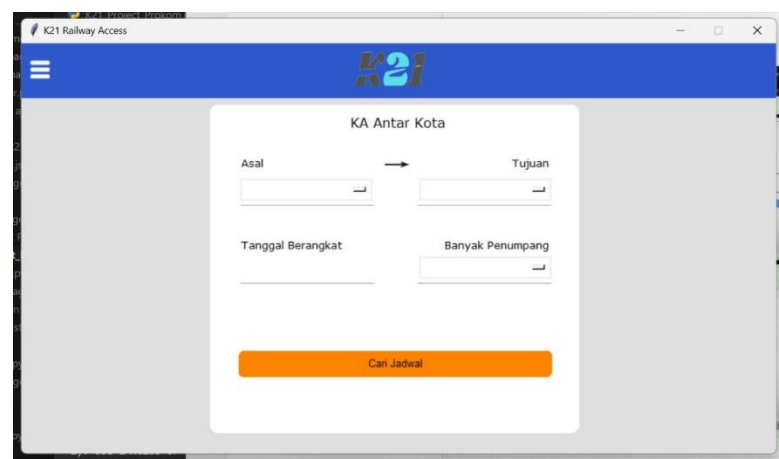 K21 Railway Access
K21
KA Antar Kota
Asal
Tujuan
Tanggal Berangkat
Banyak Penumpang
Cari Jadwal